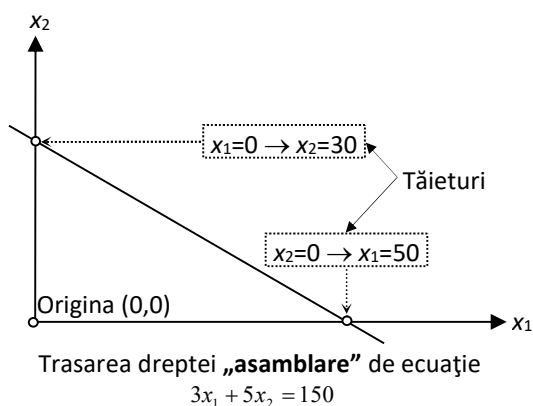 x₂
x₁=0 → x₂=30
Tăieturi
x₂=0 → x₁=50
Origina (0,0)
x₁
Trasarea dreptei „asamblare” de ecuaţie
3x₁ + 5x₂ = 150